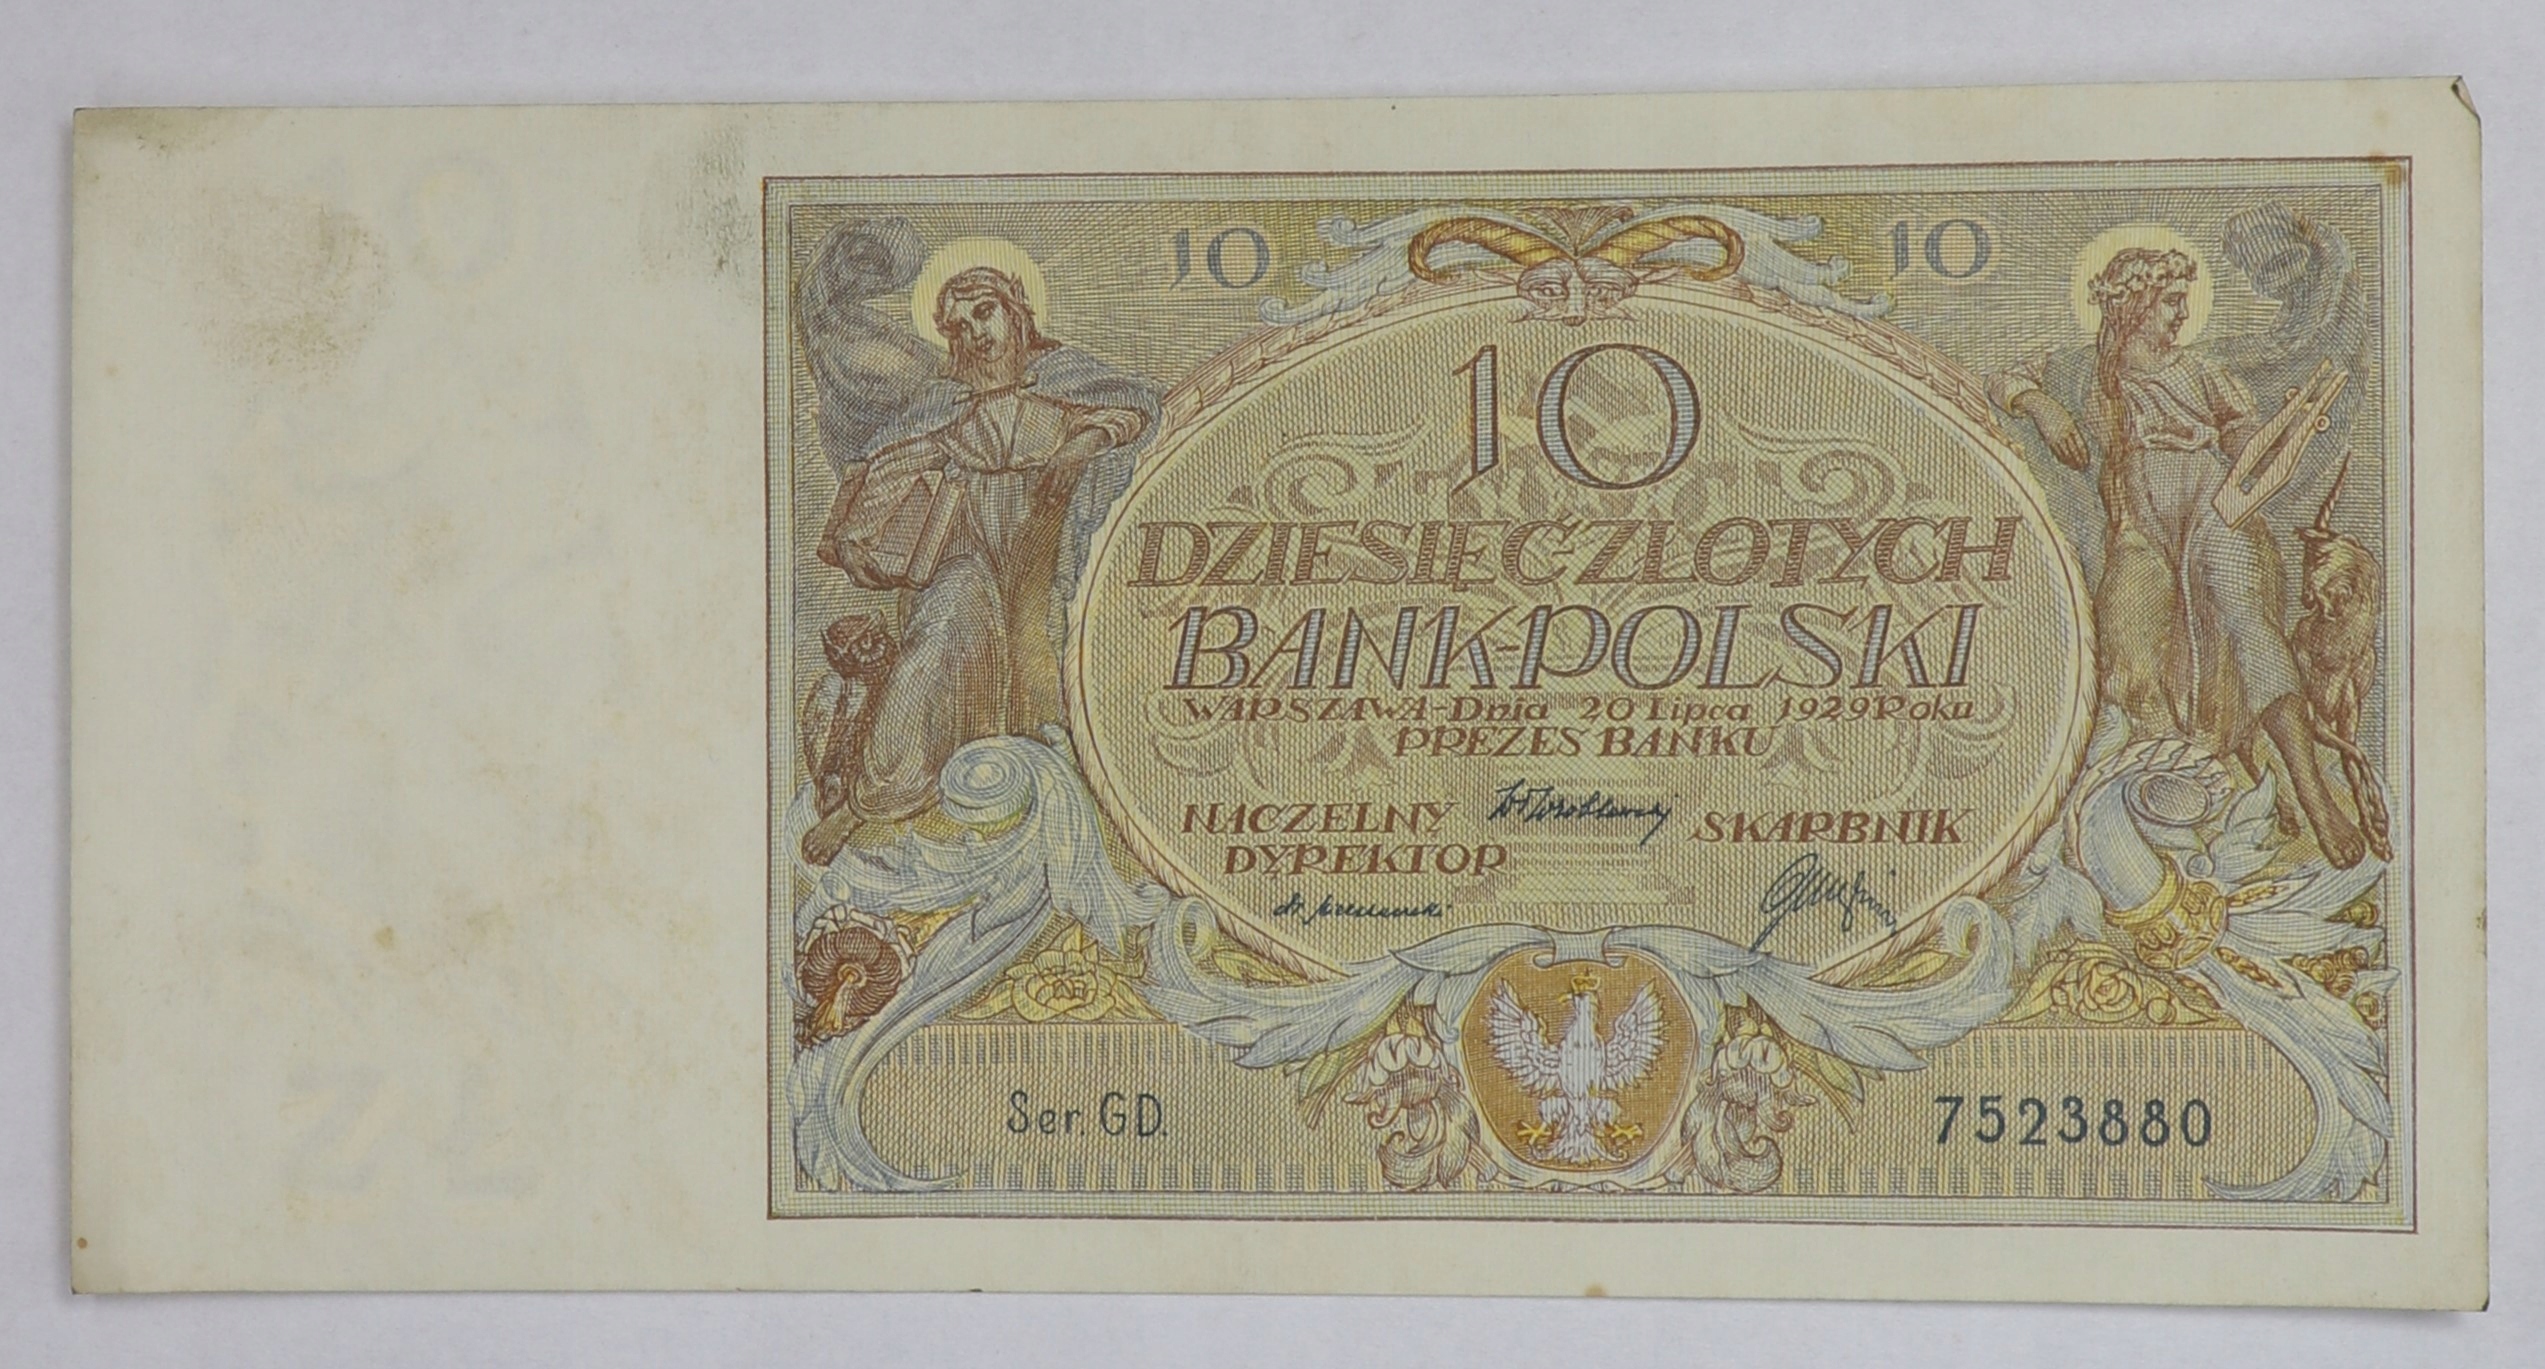 10 10
10
DZIESIĘĆ-ZŁOTYCH
BANK-POLSKI
WARSZAWA-Dnia 20 Lipca 1929 Roku
PREZES BANKU
NACZELNY SKARBNIK
DYREKTOR
Ser. GD. 7523880